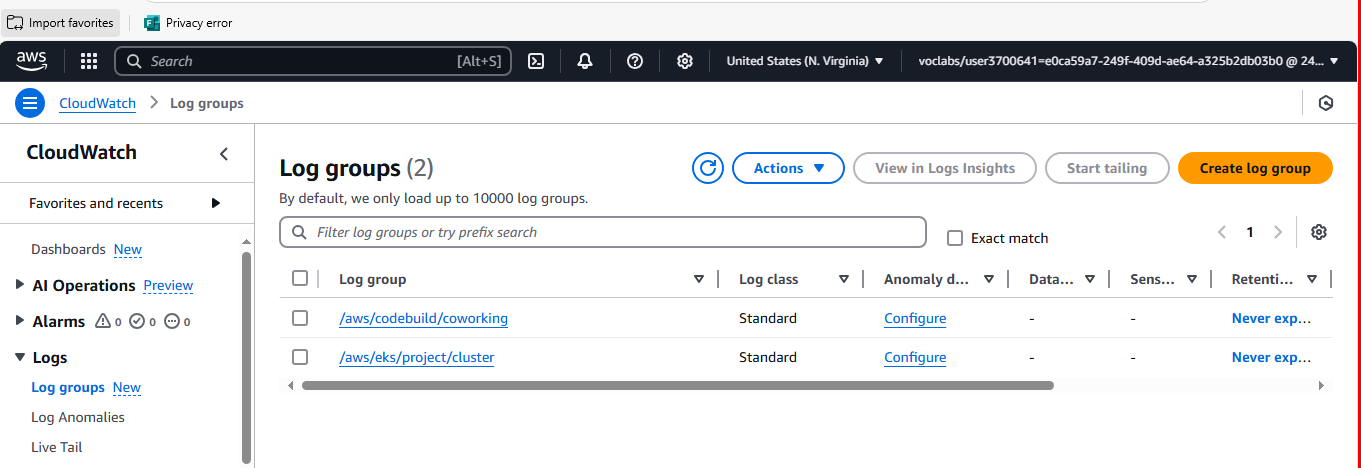 Import favorites
Privacy error
aws
Search
[Alt+S]
United States (N. Virginia)
voclabs/user3700641=e0ca59a7-249f-409d-ae64-a325b2db03b0 @ 24...
CloudWatch
Log groups
CloudWatch
Favorites and recents
Dashboards New
AI Operations Preview
Alarms 0 0 0
Logs
Log groups New
Log Anomalies
Live Tail
Log groups (2)
Actions
View in Logs Insights
Start tailing
Create log group
By default, we only load up to 10000 log groups.
Filter log groups or try prefix search
Exact match
1
Log group Log class Anomaly d... Data... Sens... Retenti...
/aws/codebuild/coworking Standard Configure - - Never exp...
/aws/eks/project/cluster Standard Configure - - Never exp...